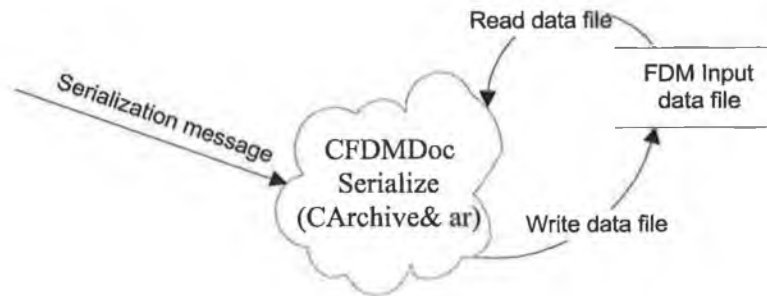 Read data file
FDM Input
data file
Serialization message
CFDMDoc
Serialize
(CArchive& ar)
Write data file